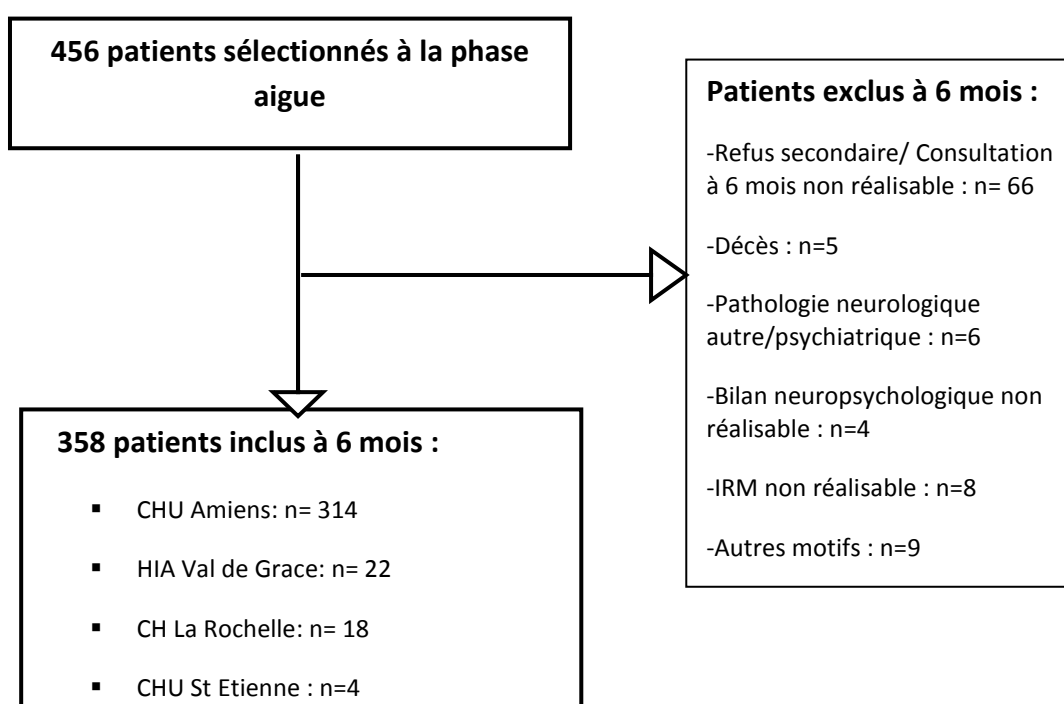 456 patients sélectionnés à la phase
aigue
Patients exclus à 6 mois :
-Refus secondaire/ Consultation
à 6 mois non réalisable : n= 66
-Décès : n=5
-Pathologie neurologique
autre/psychiatrique : n=6
-Bilan neuropsychologique non
réalisable : n=4
-IRM non réalisable : n=8
-Autres motifs : n=9
358 patients inclus à 6 mois :
▪ CHU Amiens: n= 314
▪ HIA Val de Grace: n= 22
▪ CH La Rochelle: n= 18
▪ CHU St Etienne : n=4